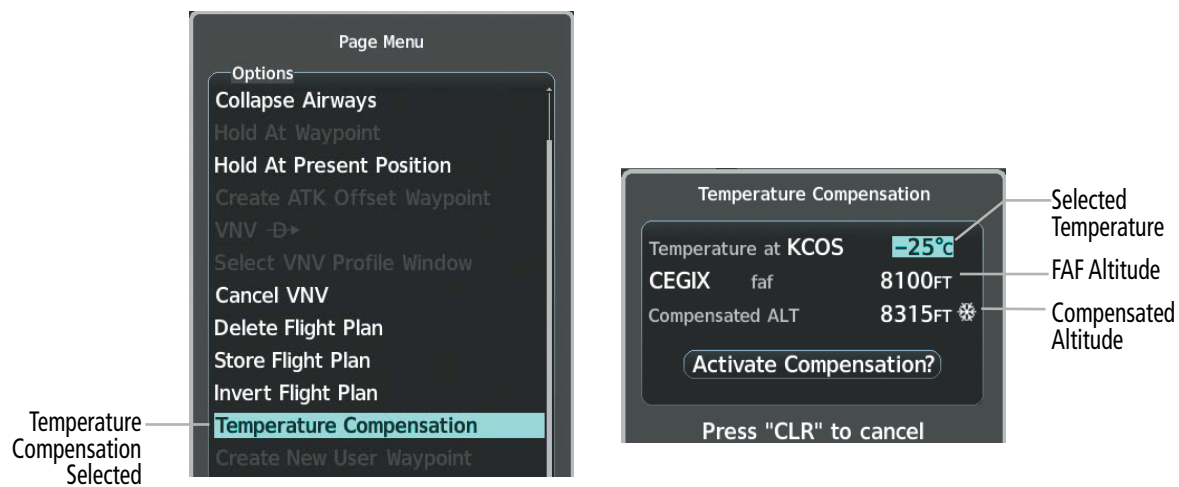 Page Menu
Options
Collapse Airways
Hold At Waypoint
Hold At Present Position
Create ATK Offset Waypoint
VNV D
Select VNV Profile Window
Cancel VNV
Delete Flight Plan
Store Flight Plan
Invert Flight Plan
Temperature Compensation
Create New User Waypoint
Temperature
Compensation
Selected
Temperature Compensation
Temperature at KCOS −25°C
CEGIX faf 8100FT
Compensated ALT 8315FT
Activate Compensation?
Press "CLR" to cancel
Selected
Temperature
FAF Altitude
Compensated
Altitude